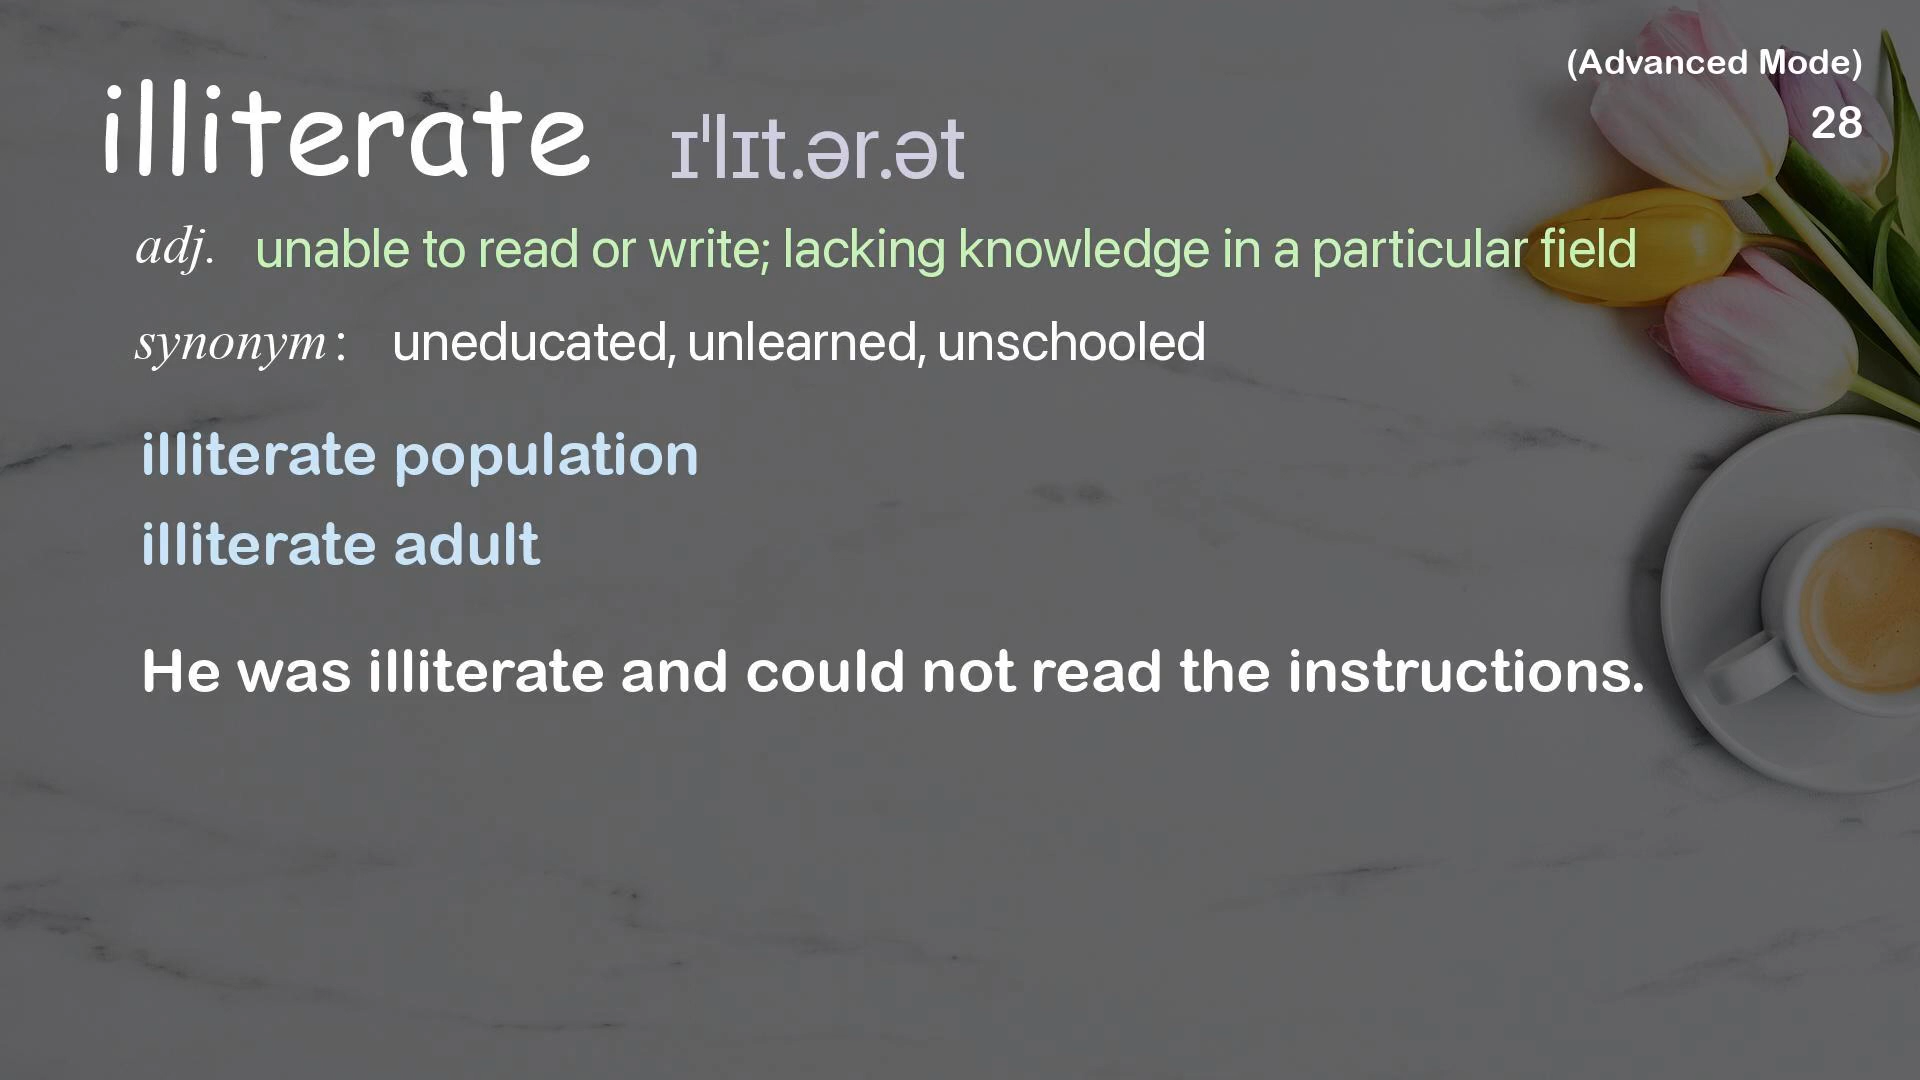 (Advanced Mode)
28
illiterate ɪˈlɪt.ər.ət
adj. unable to read or write; lacking knowledge in a particular field
synonym : uneducated, unlearned, unschooled
illiterate population
illiterate adult
He was illiterate and could not read the instructions.